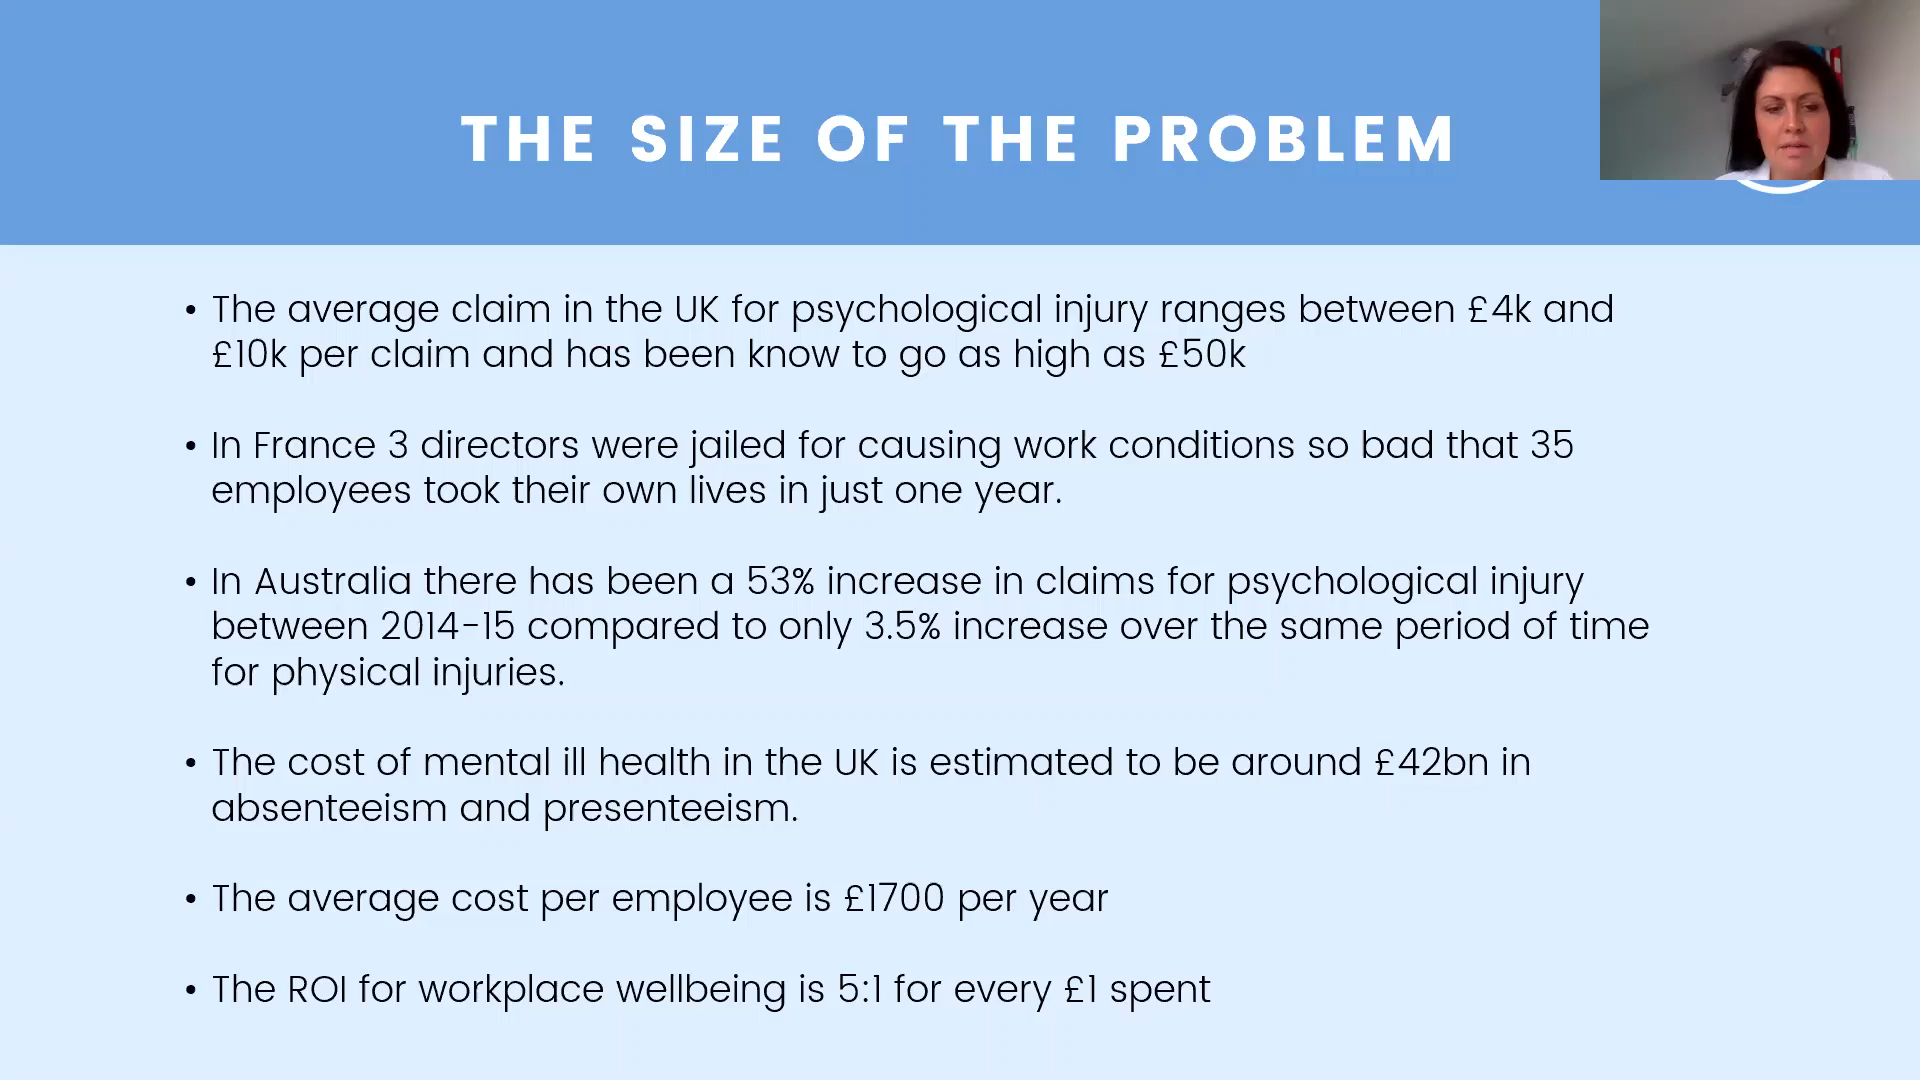 THE SIZE OF THE PROBLEM
• The average claim in the UK for psychological injury ranges between £4k and
£10k per claim and has been know to go as high as £50k
• In France 3 directors were jailed for causing work conditions so bad that 35
employees took their own lives in just one year.
• In Australia there has been a 53% increase in claims for psychological injury
between 2014-15 compared to only 3.5% increase over the same period of time
for physical injuries.
• The cost of mental ill health in the UK is estimated to be around £42bn in
absenteeism and presenteeism.
• The average cost per employee is £1700 per year
• The ROI for workplace wellbeing is 5:1 for every £1 spent